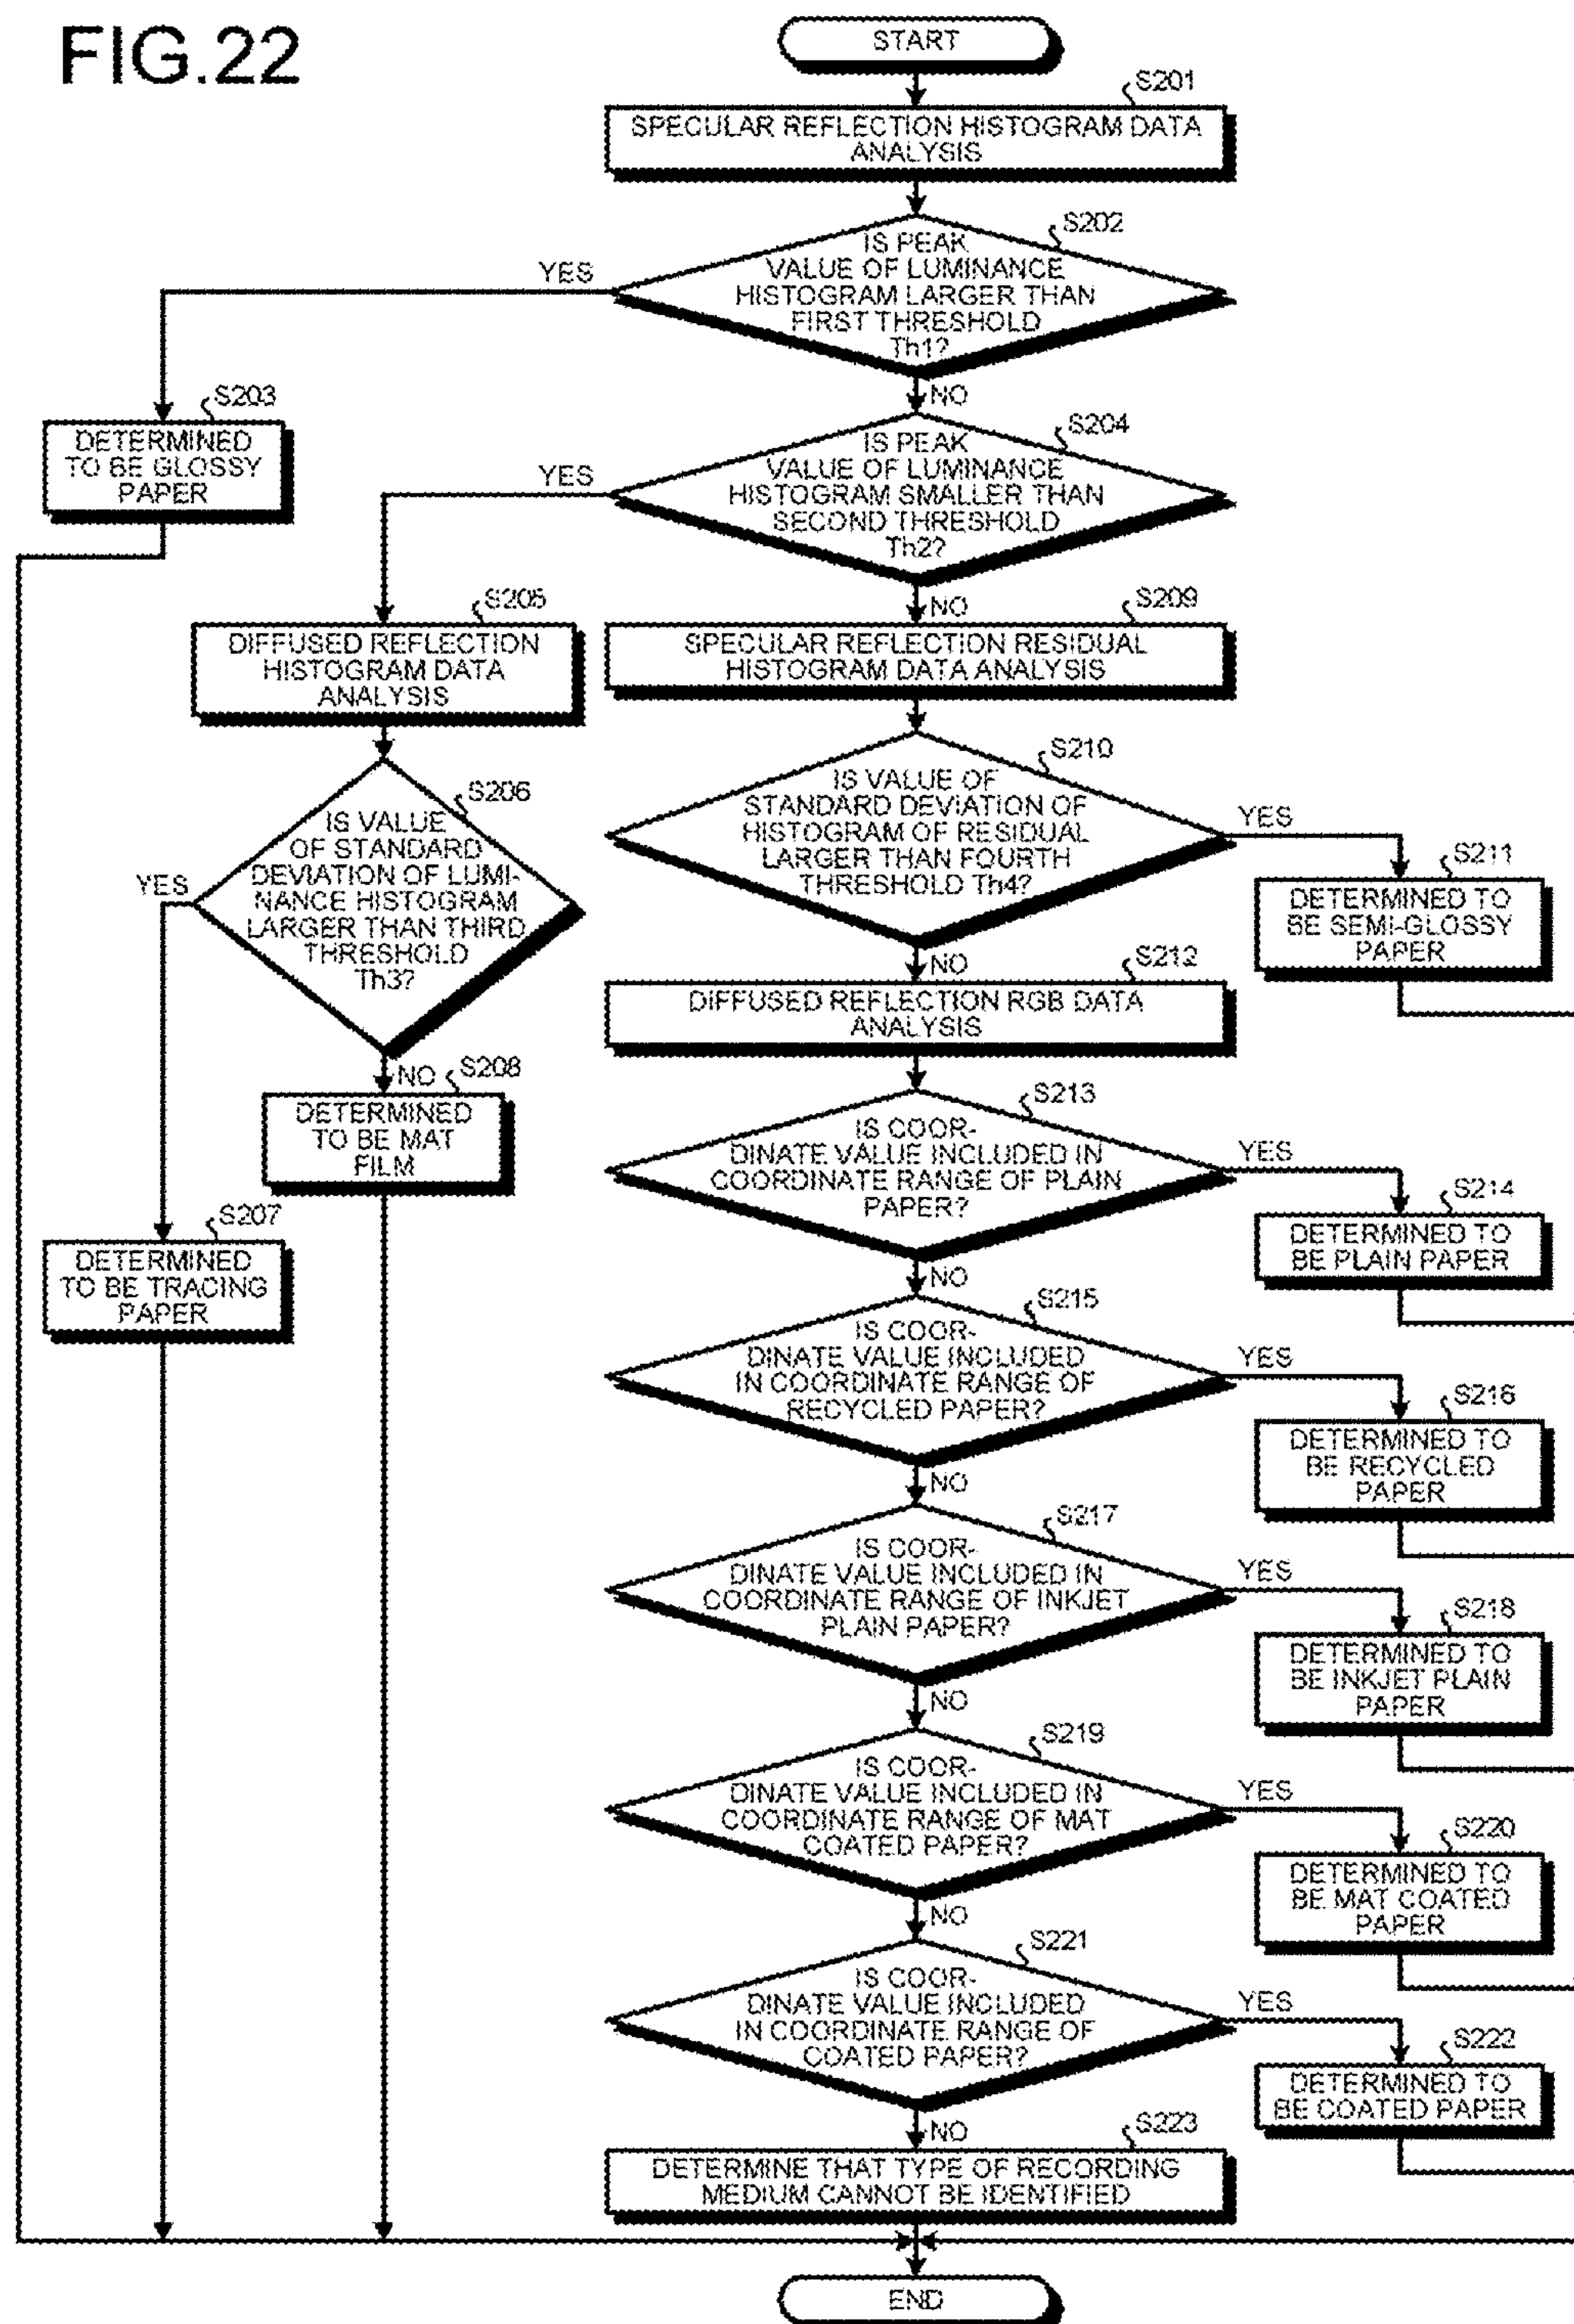 FIG.22
START
S201
SPECULAR REFLECTION HISTOGRAM DATA
ANALYSIS
S202
IS PEAK
VALUE OF LUMINANCE
HISTOGRAM LARGER THAN
FIRST THRESHOLD
Th1?
YES
NO
S203
DETERMINED
TO BE GLOSSY
PAPER
S204
IS PEAK
VALUE OF LUMINANCE
HISTOGRAM SMALLER THAN
SECOND THRESHOLD
Th2?
YES
NO
S205
DIFFUSED REFLECTION
HISTOGRAM DATA
ANALYSIS
S206
IS VALUE
OF STANDARD
DEVIATION OF LUMI-
NANCE HISTOGRAM
LARGER THAN THIRD
THRESHOLD
Th3?
YES
NO
S207
DETERMINED
TO BE TRACING
PAPER
S208
DETERMINED
TO BE MAT
FILM
S209
SPECULAR REFLECTION RESIDUAL
HISTOGRAM DATA ANALYSIS
S210
IS VALUE OF
STANDARD DEVIATION OF
HISTOGRAM OF RESIDUAL
LARGER THAN FOURTH
THRESHOLD Th4?
YES
NO
S211
DETERMINED TO
BE SEMI-GLOSSY
PAPER
S212
DIFFUSED REFLECTION RGB DATA
ANALYSIS
S213
IS COOR-
DINATE VALUE INCLUDED IN
COORDINATE RANGE OF PLAIN
PAPER?
YES
NO
S214
DETERMINED TO
BE PLAIN PAPER
S215
IS COOR-
DINATE VALUE INCLUDED
IN COORDINATE RANGE OF
RECYCLED PAPER?
YES
NO
S216
DETERMINED TO
BE RECYCLED
PAPER
S217
IS COOR-
DINATE VALUE INCLUDED IN
COORDINATE RANGE OF INKJET
PLAIN PAPER?
YES
NO
S218
DETERMINED TO
BE INKJET PLAIN
PAPER
S219
IS COOR-
DINATE VALUE INCLUDED IN
COORDINATE RANGE OF MAT
COATED PAPER?
YES
NO
S220
DETERMINED TO
BE MAT COATED
PAPER
S221
IS COOR-
DINATE VALUE INCLUDED
IN COORDINATE RANGE OF
COATED PAPER?
YES
NO
S222
DETERMINED TO
BE COATED PAPER
S223
DETERMINE THAT TYPE OF RECORDING
MEDIUM CANNOT BE IDENTIFIED
END